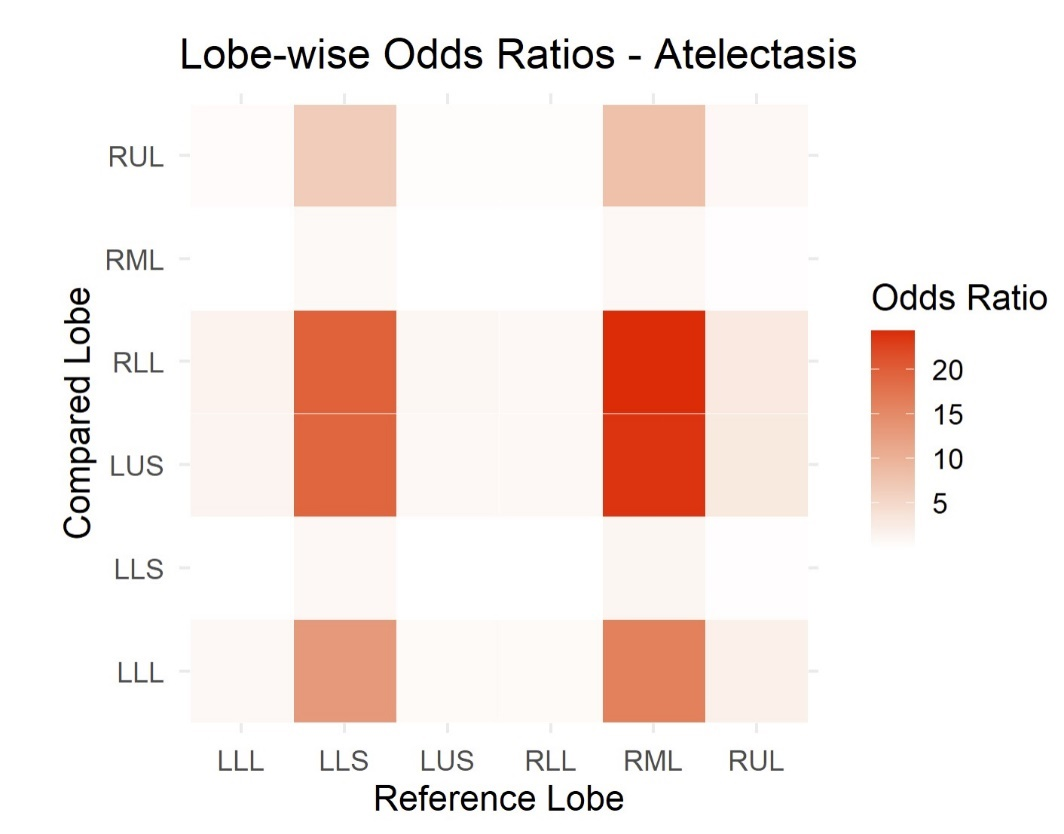 Lobe-wise Odds Ratios - Atelectasis
RUL
RML
RLL
LUS
LLS
LLL
Compared Lobe
LLL LLS LUS RLL RML RUL
Reference Lobe
Odds Ratio
20
15
10
5